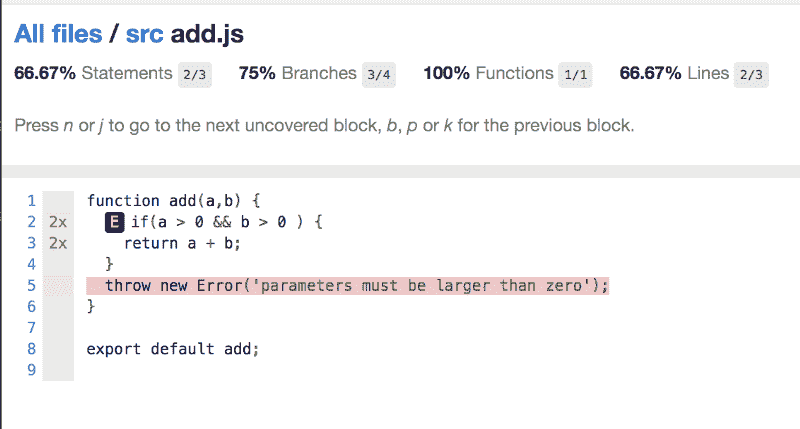 All files / src add.js
66.67% Statements 2/3 75% Branches 3/4 100% Functions 1/1 66.67% Lines 2/3
Press n or j to go to the next uncovered block, b, p or k for the previous block.
1 function add(a,b) {
2 2x E if(a > 0 && b > 0 ) {
3 2x return a + b;
4 }
5 throw new Error('parameters must be larger than zero');
6 }
7
8 export default add;
9